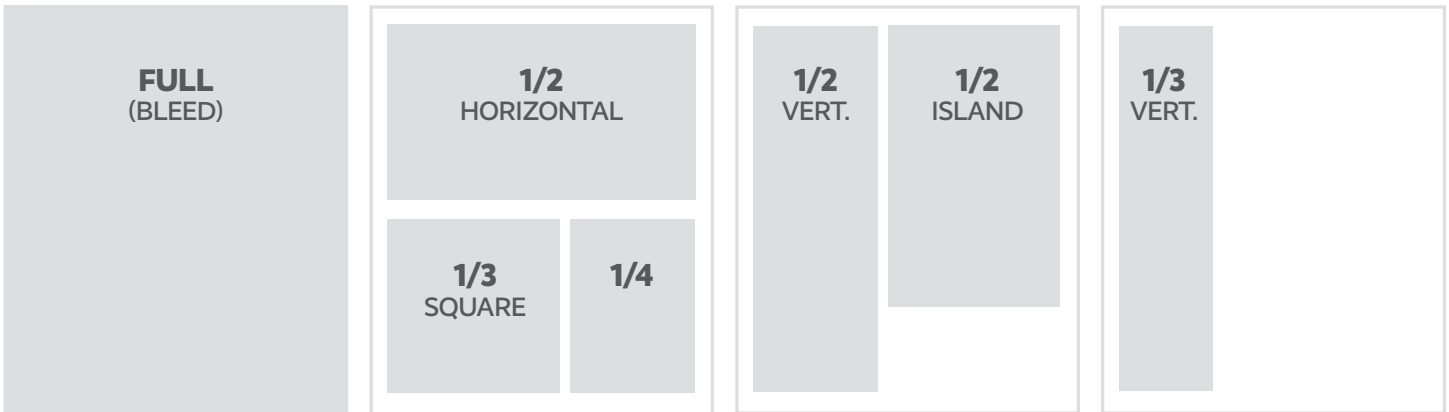 FULL
(BLEED)
1/2
HORIZONTAL
1/3
SQUARE
1/4
1/2
VERT.
1/2
ISLAND
1/3
VERT.